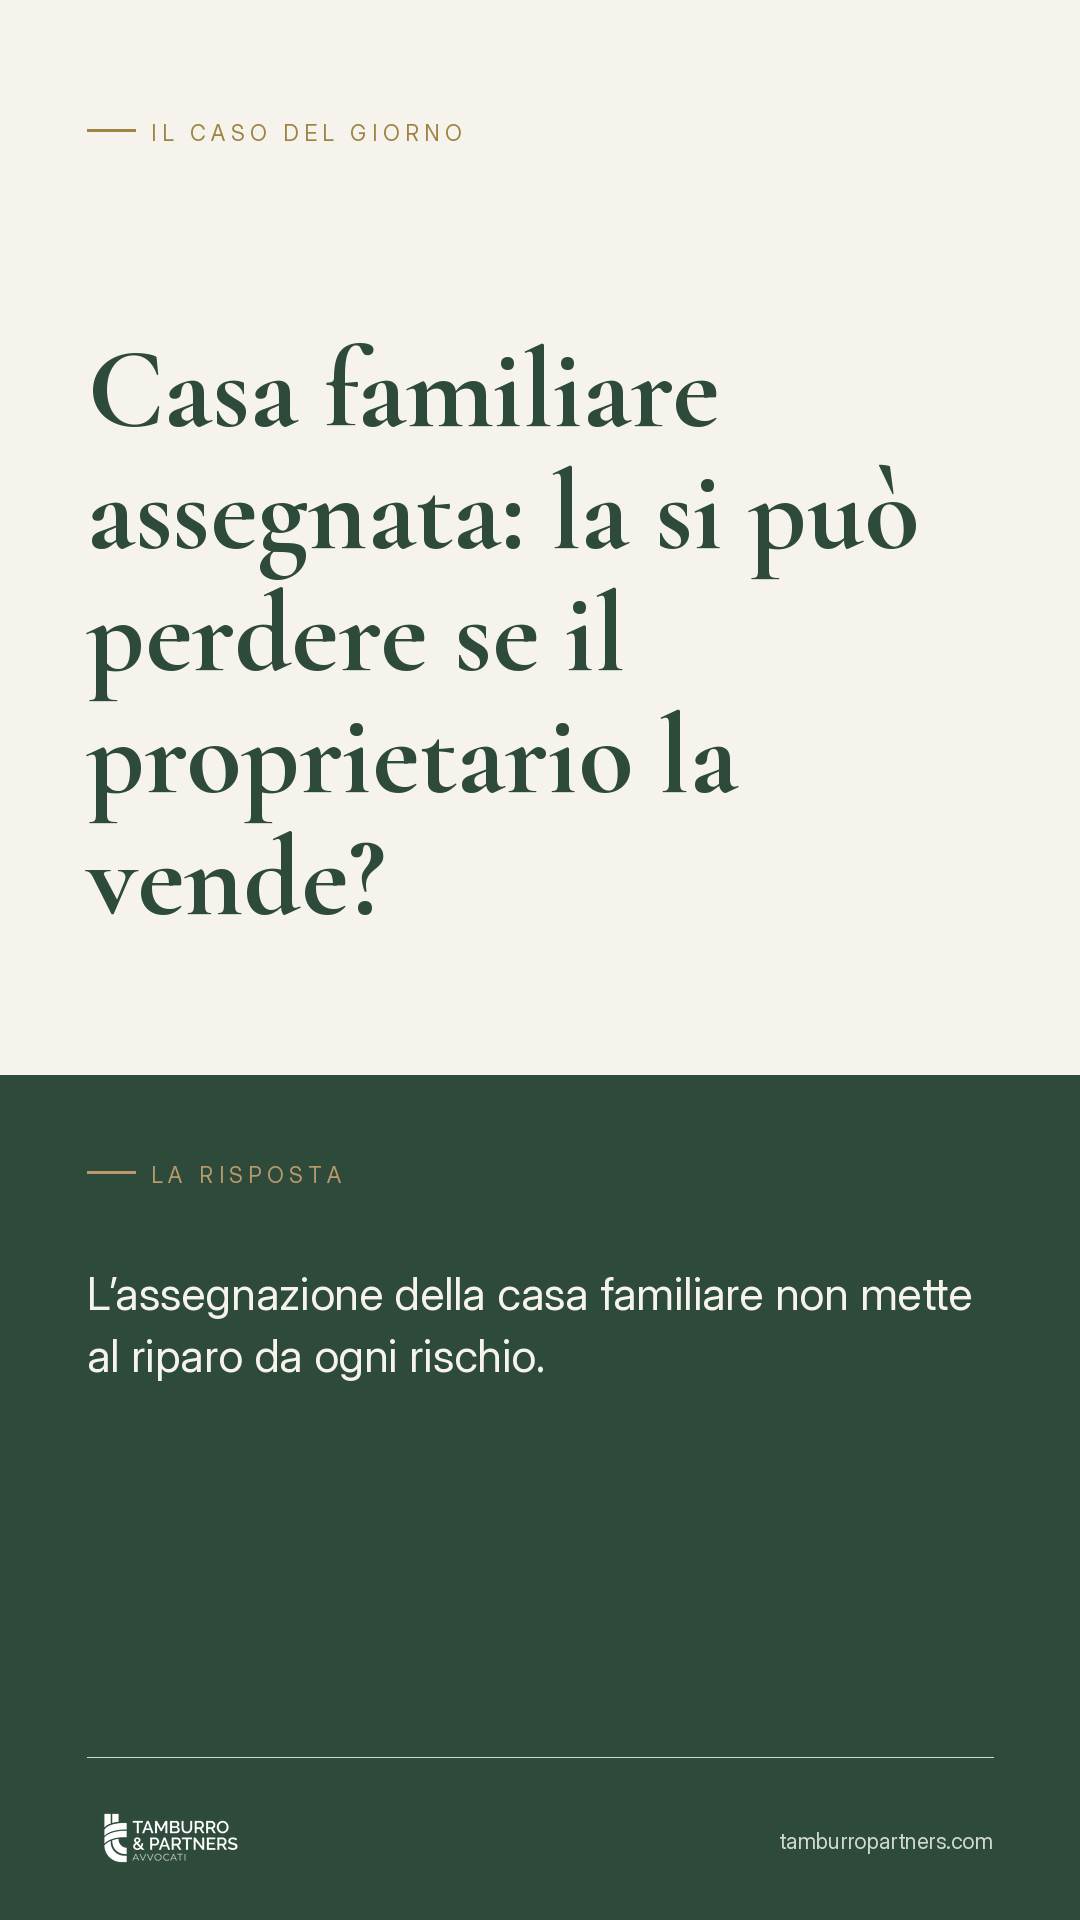 IL CASO DEL GIORNO
Casa familiare
assegnata: la si può
perdere se il
proprietario la
vende?
LA RISPOSTA
L’assegnazione della casa familiare non mette
al riparo da ogni rischio.
TAMBURRO
& PARTNERS
AVVOCATI
tamburropartners.com